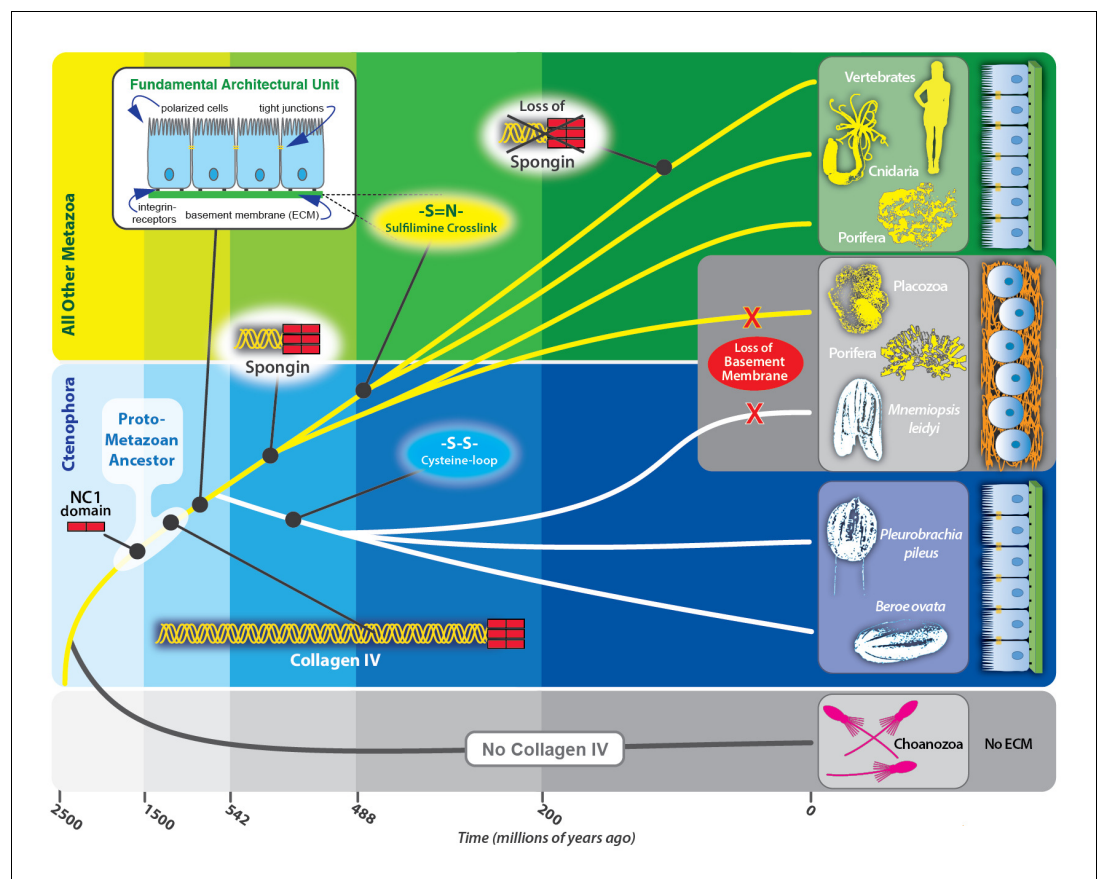 Fundamental Architectural Unit
polarized cells
tight junctions
integrin-
receptors
basement membrane (ECM)
Loss of
Spongin
-S=N-
Sulfilimine Crosslink
Spongin
All Other Metazoa
Vertebrates
Cnidaria
Porifera
Placozoa
Porifera
Mnemiopsis
leidyi
Loss of
Basement
Membrane
X
X
Ctenophora
Proto-
Metazoan
Ancestor
NC1
domain
-S-S-
Cysteine-loop
Collagen IV
Pleurobrachia
pileus
Beroe ovata
No Collagen IV
Choanozoa
No ECM
2500
1500
542
488
200
0
Time (millions of years ago)